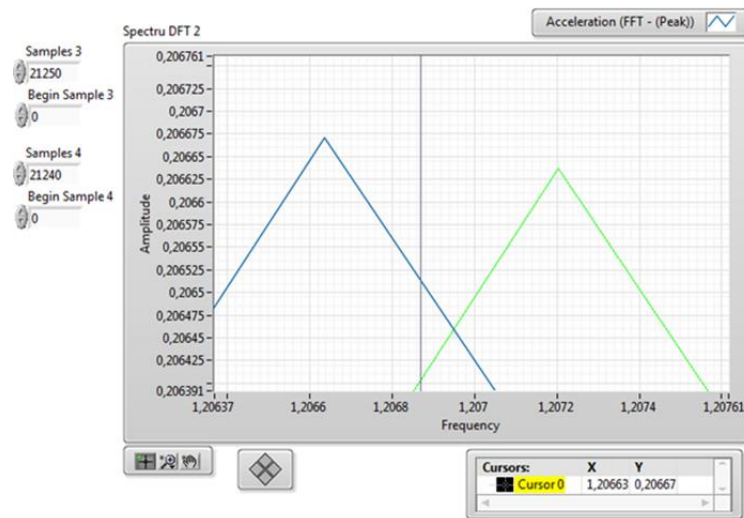 Spectru DFT 2
Acceleration (FFT - (Peak))
Samples 3
21250
Begin Sample 3
0
Samples 4
21240
Begin Sample 4
0
Amplitude
0,206761
0,206725
0,2067
0,206675
0,20665
0,206625
0,2066
0,206575
0,20655
0,206525
0,2065
0,206475
0,20645
0,206425
0,206391
1,20637
1,2066
1,2068
1,207
1,2072
1,2074
1,20761
Frequency
Cursors: X Y
Cursor 0 1,20663 0,20667